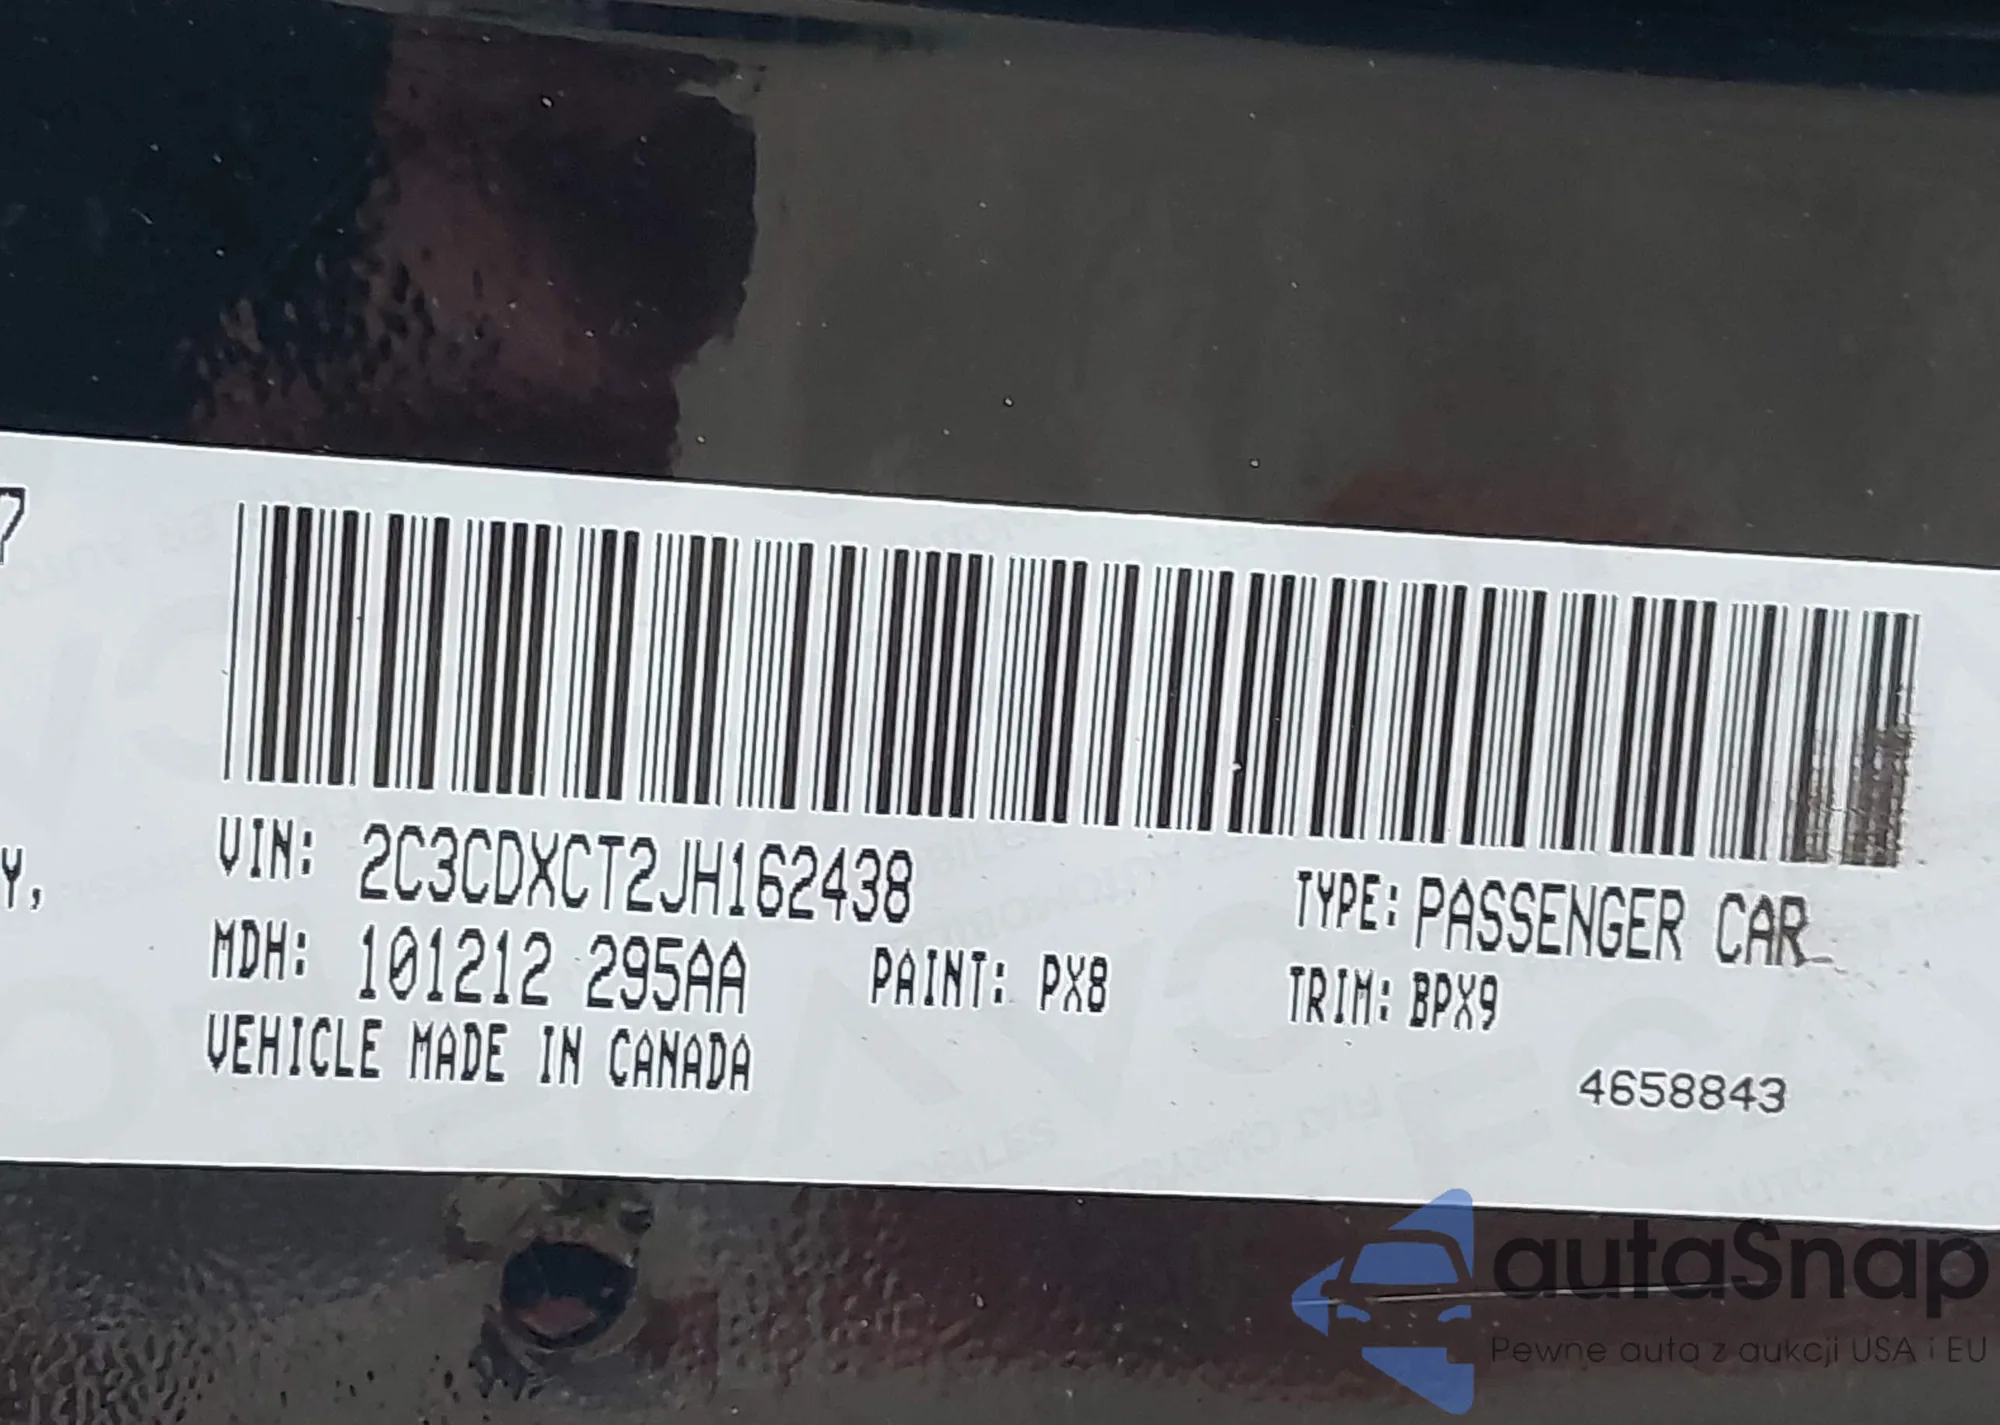 7
Y,
VIN: 2C3CDXCT2JH162438
TYPE: PASSENGER CAR
MDH: 101212 295AA PAINT: PX8 TRIM: BPX9
VEHICLE MADE IN CANADA
4658843
autaSnap
Pewne auta z aukcji USA i EU